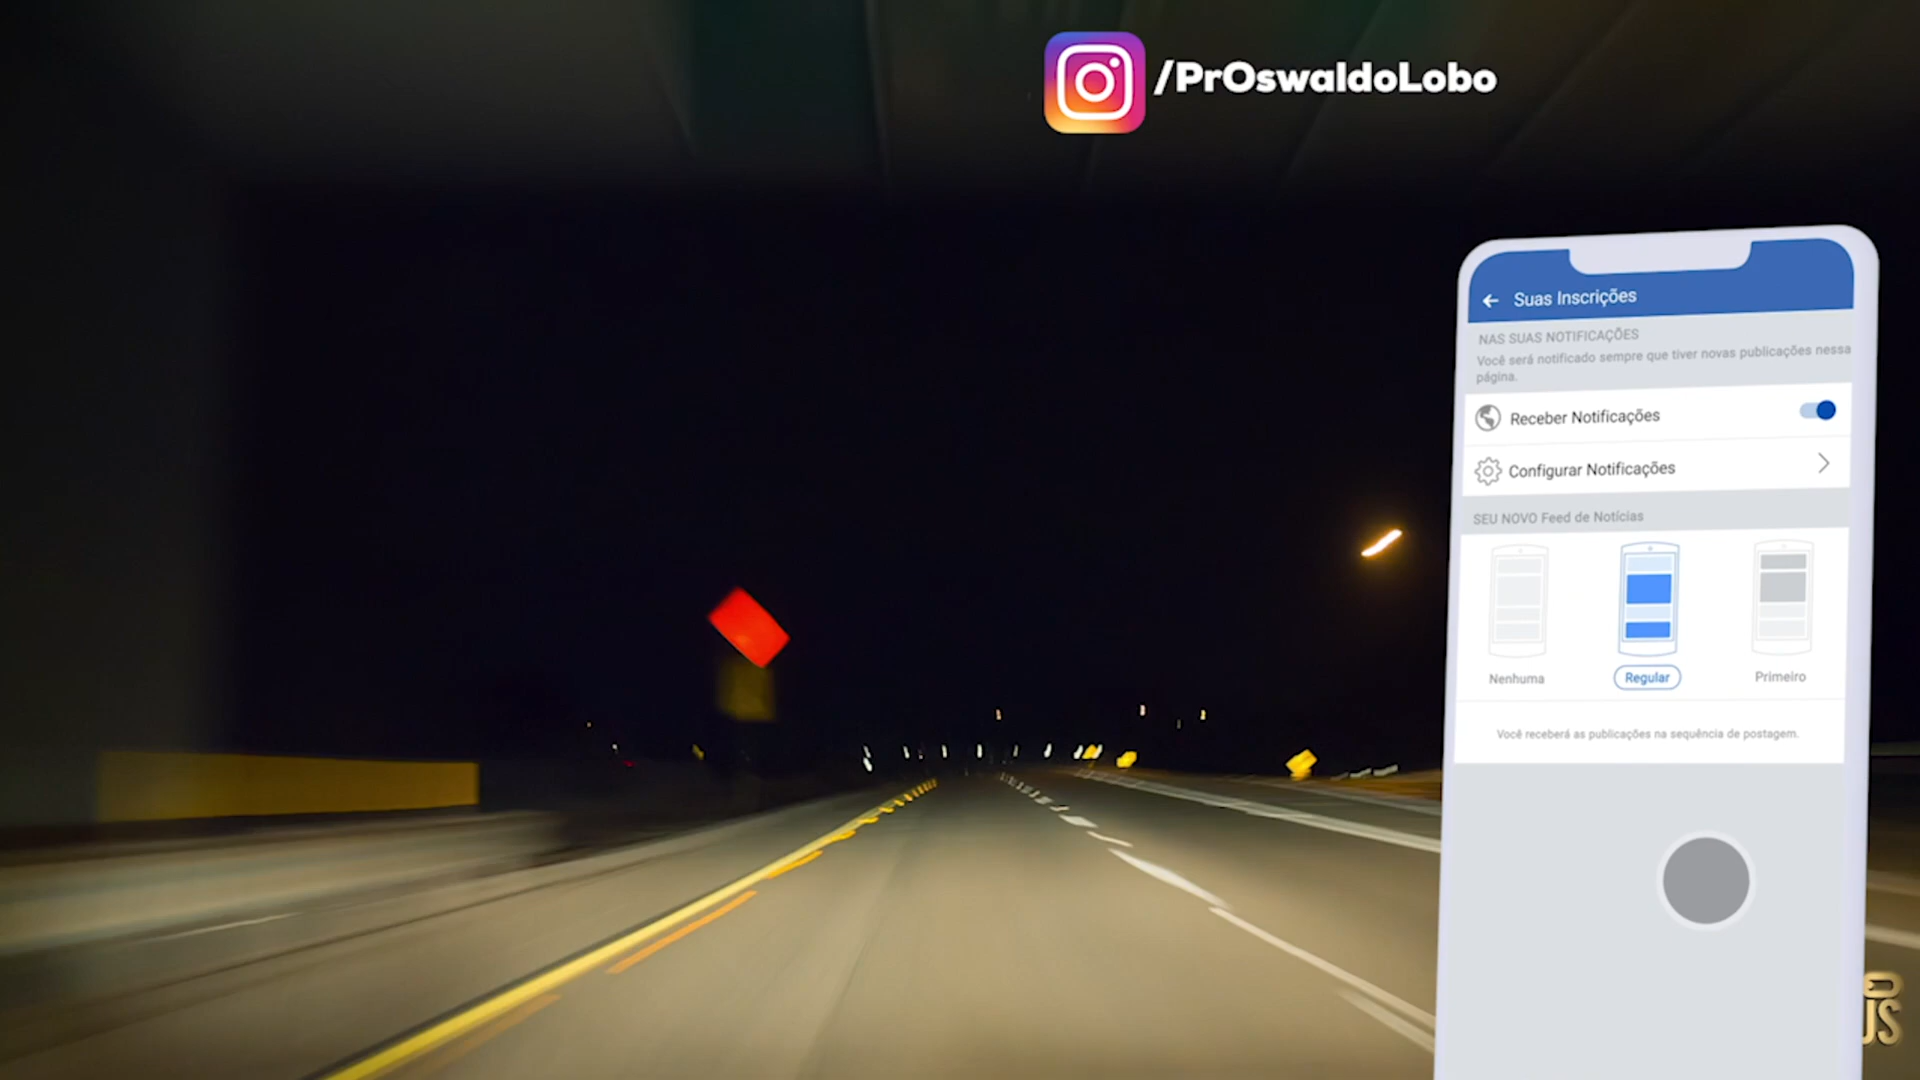 /PrOswaldoLobo
Suas Inscrições
NAS SUAS NOTIFICAÇÕES
Você será notificado sempre que tiver novas publicações nessa
página.
Receber Notificações
Configurar Notificações
SEU NOVO Feed de Notícias
Nenhuma
Regular
Primeiro
Você receberá as publicações na sequência de postagem.